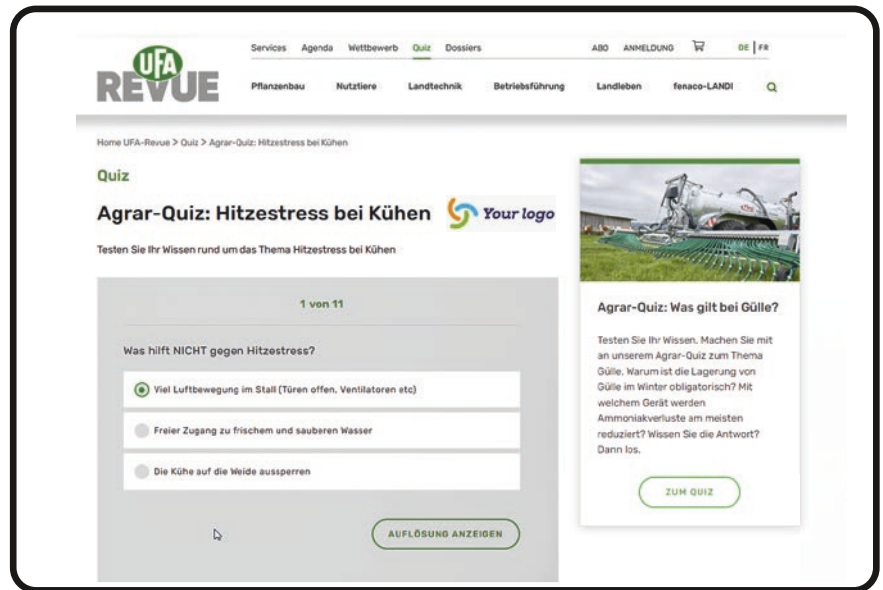 UFA
REVUE
Services Agenda Wettbewerb Quiz Dossiers
ABO ANMELDUNG DE | FR
Pflanzenbau Nutztiere Landtechnik Betriebsführung Landleben fenaco-LANDI
Home UFA-Revue > Quiz > Agrar-Quiz: Hitzestress bei Kühen
Quiz
Agrar-Quiz: Hitzestress bei Kühen
Your logo
Testen Sie Ihr Wissen rund um das Thema Hitzestress bei Kühen
1 von 11
Was hilft NICHT gegen Hitzestress?
Viel Luftbewegung im Stall (Türen offen, Ventilatoren etc)
Freier Zugang zu frischem und sauberen Wasser
Die Kühe auf die Weide aussperren
AUFLÖSUNG ANZEIGEN
Agrar-Quiz: Was gilt bei Gülle?
Testen Sie Ihr Wissen. Machen Sie mit
an unserem Agrar-Quiz zum Thema
Gülle. Warum ist die Lagerung von
Gülle im Winter obligatorisch? Mit
welchem Gerät werden
Ammoniakverluste am meisten
reduziert? Wissen Sie die Antwort?
Dann los.
ZUM QUIZ